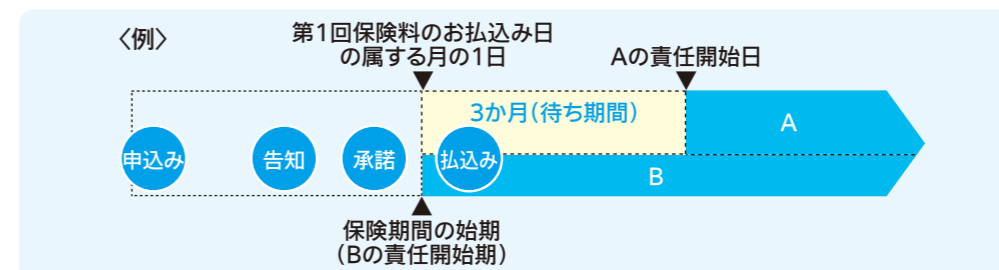 〈例〉
第1回保険料のお払込み日
の属する月の1日
Aの責任開始日
3か月(待ち期間)
A
申込み
告知
承諾
払込み
B
保険期間の始期
(Bの責任開始期)